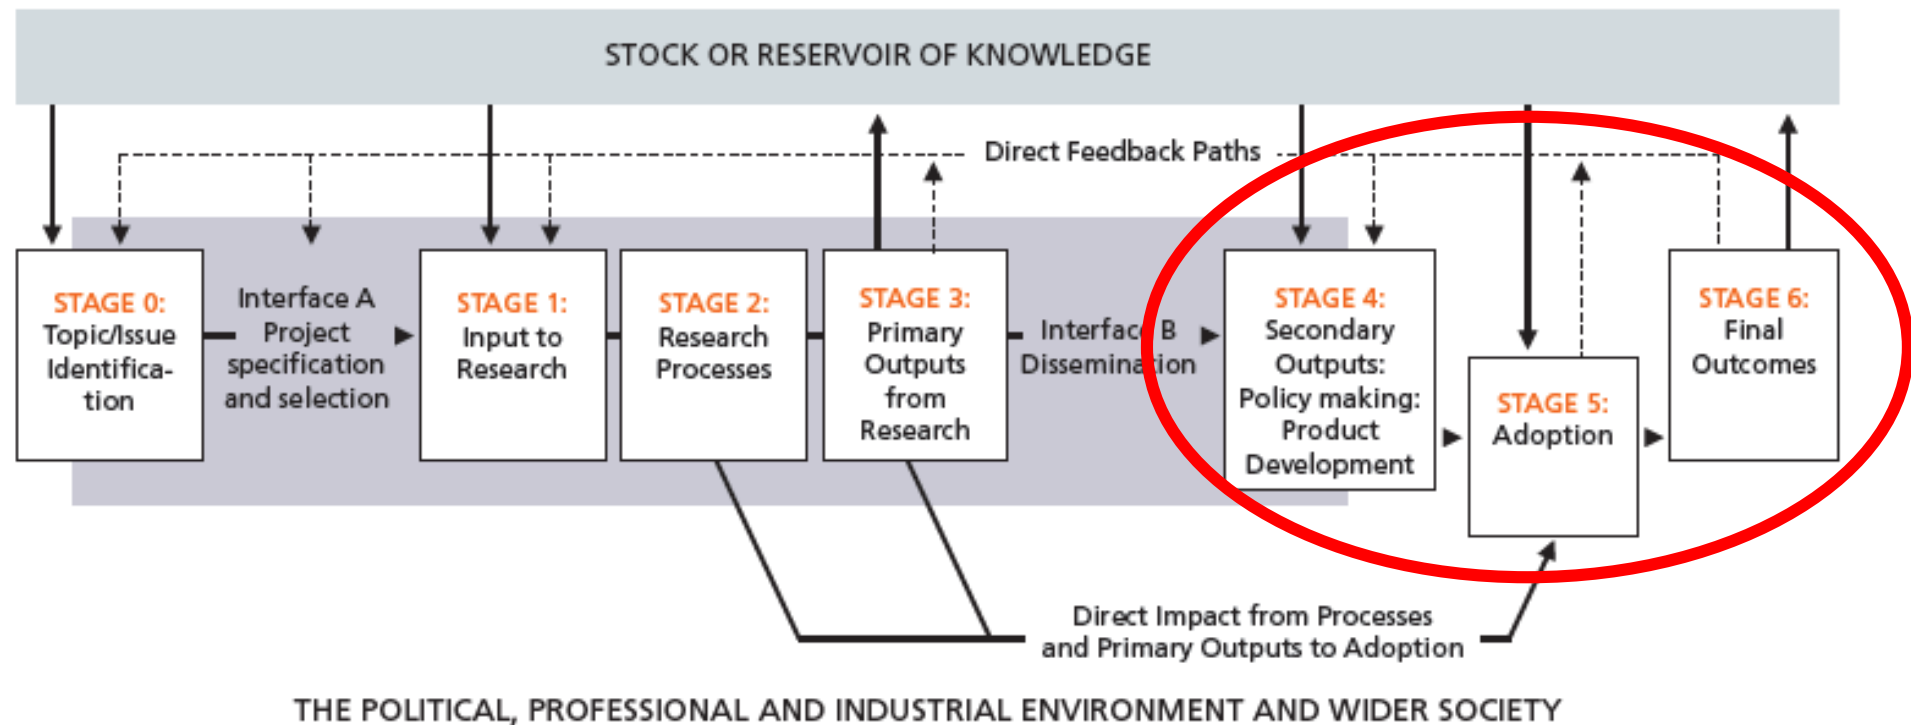 STOCK OR RESERVOIR OF KNOWLEDGE
Direct Feedback Paths
STAGE 0:
Topic/Issue
Identifica-
tion
Interface A
Project
specification
and selection
STAGE 1:
Input to
Research
STAGE 2:
Research
Processes
STAGE 3:
Primary
Outputs
from
Research
Interface B
Dissemination
STAGE 4:
Secondary
Outputs:
Policy making:
Product
Development
STAGE 5:
Adoption
STAGE 6:
Final
Outcomes
Direct Impact from Processes
and Primary Outputs to Adoption
THE POLITICAL, PROFESSIONAL AND INDUSTRIAL ENVIRONMENT AND WIDER SOCIETY